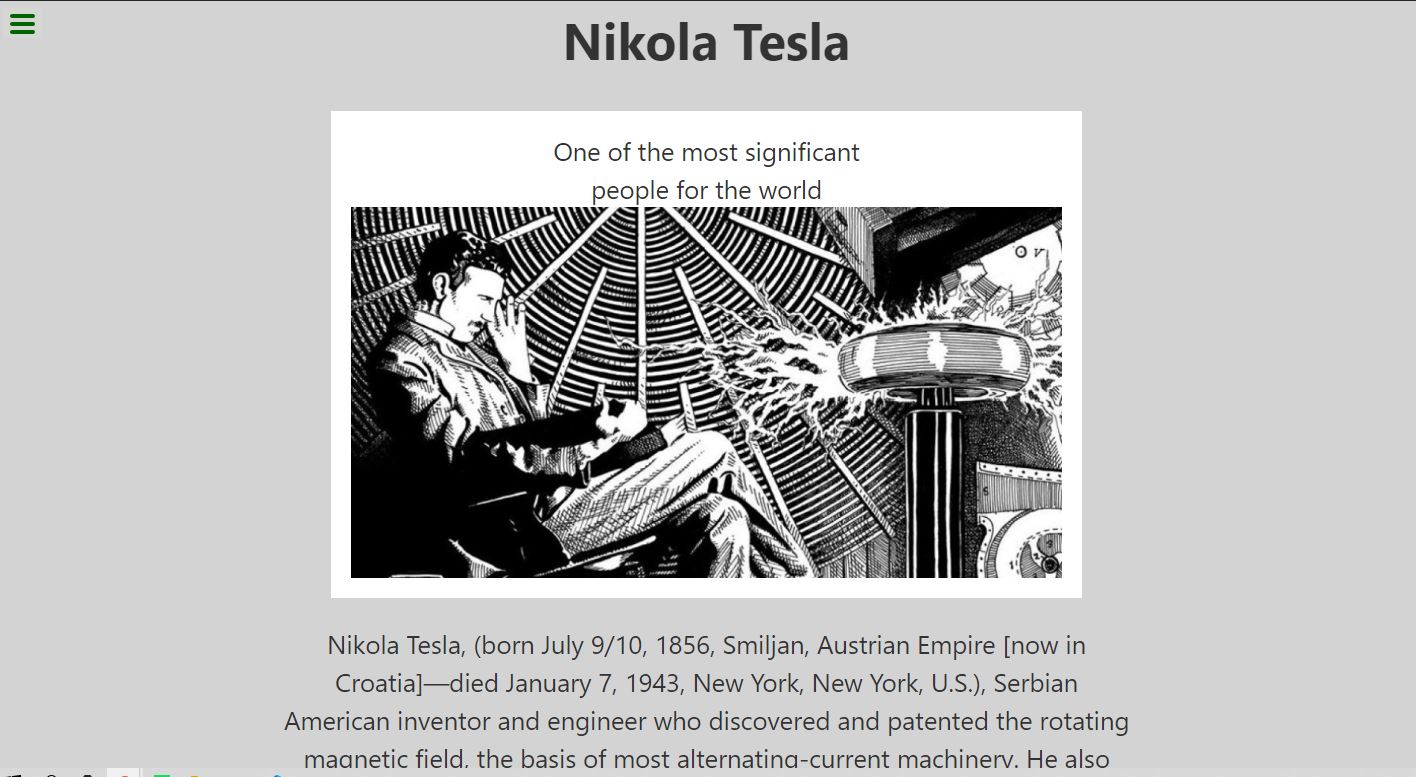 Nikola Tesla
One of the most significant
people for the world
Nikola Tesla, (born July 9/10, 1856, Smiljan, Austrian Empire [now in
Croatia]—died January 7, 1943, New York, New York, U.S.), Serbian
American inventor and engineer who discovered and patented the rotating
magnetic field, the basis of most alternating-current machinery. He also